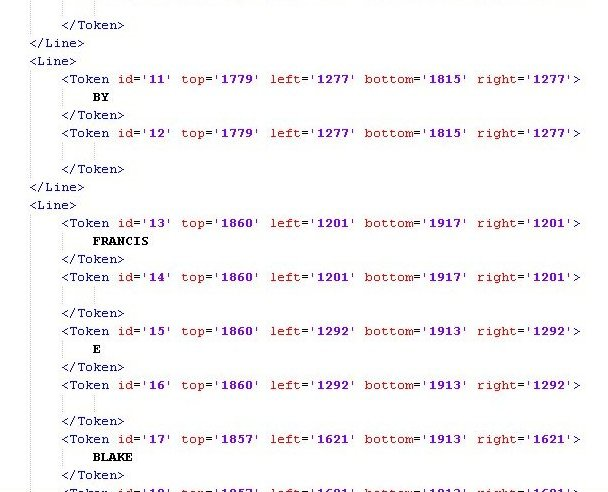 </Token>
</Line>
<Line>
<Token id='11' top='1779' left='1277' bottom='1815' right='1277'>
BY
</Token>
<Token id='12' top='1779' left='1277' bottom='1815' right='1277'>
</Token>
</Line>
<Line>
<Token id='13' top='1860' left='1201' bottom='1917' right='1201'>
FRANCIS
</Token>
<Token id='14' top='1860' left='1201' bottom='1917' right='1201'>
</Token>
<Token id='15' top='1860' left='1292' bottom='1913' right='1292'>
E
</Token>
<Token id='16' top='1860' left='1292' bottom='1913' right='1292'>
</Token>
<Token id='17' top='1857' left='1621' bottom='1913' right='1621'>
BLAKE
</Token>